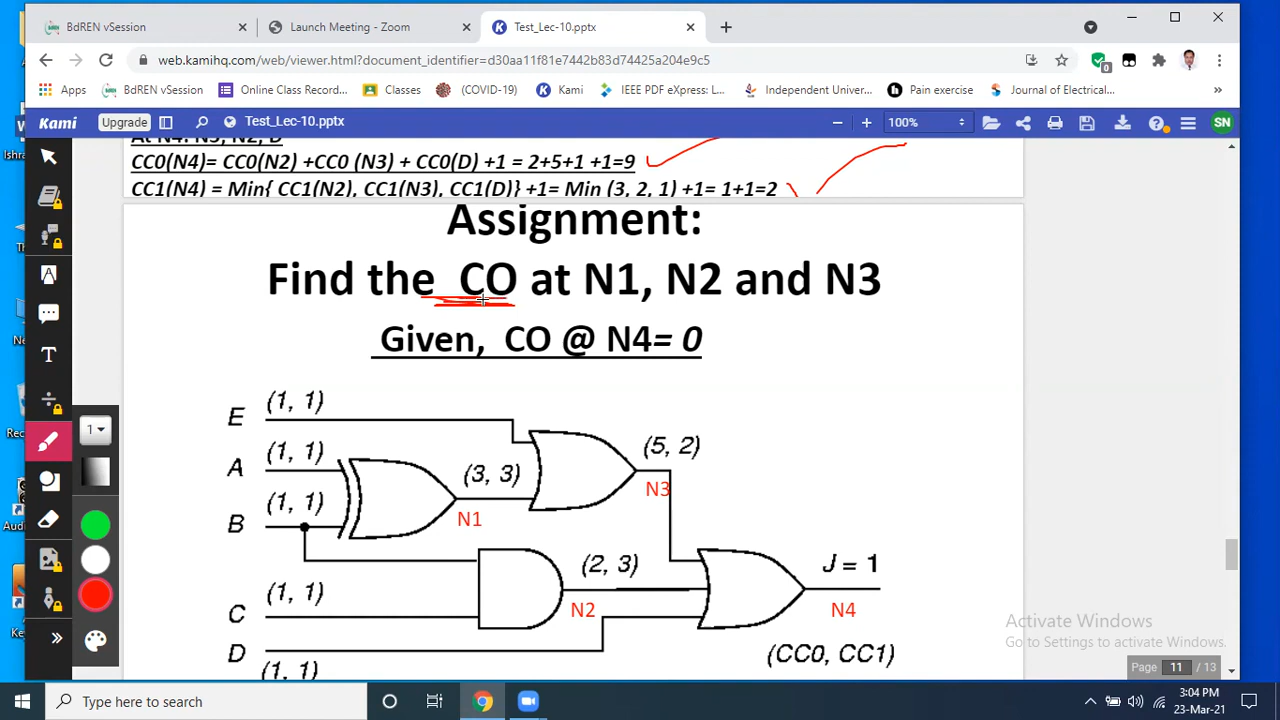 BdREN vSession
Launch Meeting - Zoom
Test_Lec-10.pptx
web.kamihq.com/web/viewer.html?document_identifier=d30aa11f81e7442b83d74425a204e9c5
Apps
BdREN vSession
Online Class Record...
Classes
(COVID-19)
Kami
IEEE PDF eXpress: L...
Independent Univer...
Pain exercise
Journal of Electrical...
Kami
Upgrade
Test_Lec-10.pptx
100%
SN
At N4: N3, N2, D
CC0(N4)= CC0(N2) +CC0 (N3) + CC0(D) +1 = 2+5+1 +1=9
CC1(N4) = Min{ CC1(N2), CC1(N3), CC1(D)} +1= Min (3, 2, 1) +1= 1+1=2
Assignment:
Find the CO at N1, N2 and N3
Given, CO @ N4= 0
E (1, 1)
(5, 2)
A (1, 1)
(3, 3)
N3
B (1, 1)
N1
(2, 3)
J = 1
C (1, 1)
N2
N4
D
(1, 1)
(CC0, CC1)
1
T
Activate Windows
Go to Settings to activate Windows.
Page 11 / 13
Type here to search
3:04 PM
23-Mar-21